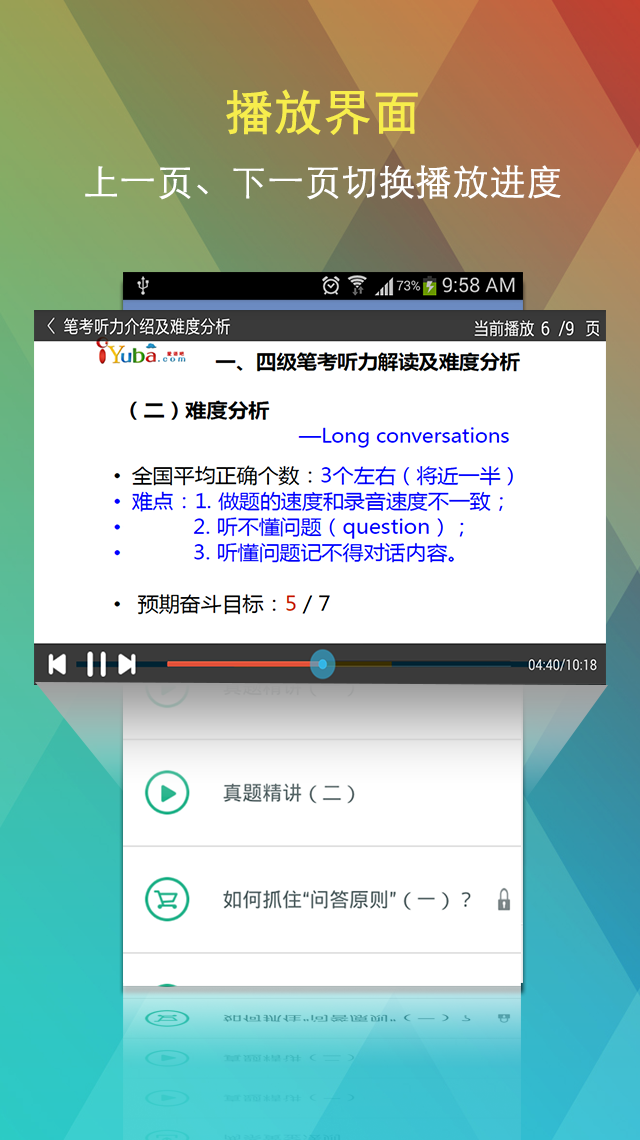 播放界面
上一页、下一页切换播放进度
73% 9:58 AM
〈 笔考听力介绍及难度分析 当前播放 6 /9 页
iYuba.com 爱语吧
一、四级笔考听力解读及难度分析
（二）难度分析
—Long conversations
• 全国平均正确个数：3个左右（将近一半）
• 难点：1. 做题的速度和录音速度不一致；
• 2. 听不懂问题（question）；
• 3. 听懂问题记不得对话内容。
• 预期奋斗目标：5 / 7
04:40/10:18
真题精讲（二）
如何抓住“问答原则”（一）？